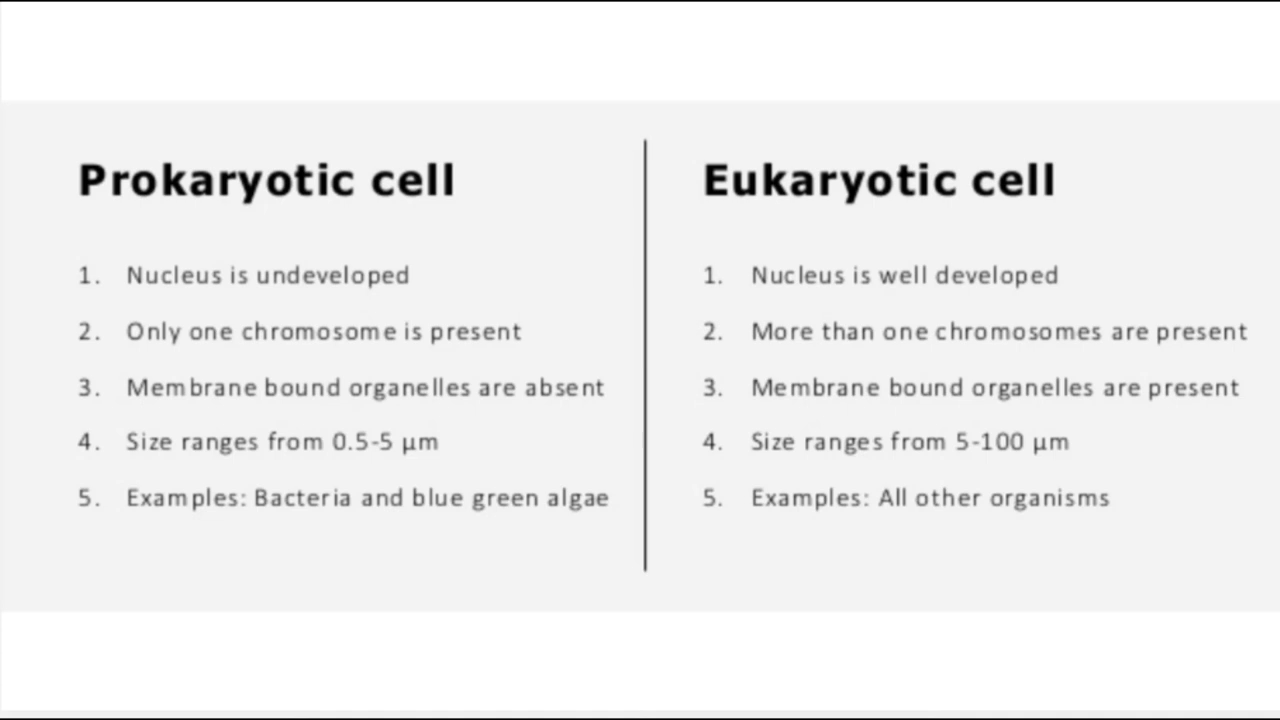 Prokaryotic cell
1. Nucleus is undeveloped
2. Only one chromosome is present
3. Membrane bound organelles are absent
4. Size ranges from 0.5-5 µm
5. Examples: Bacteria and blue green algae
Eukaryotic cell
1. Nucleus is well developed
2. More than one chromosomes are present
3. Membrane bound organelles are present
4. Size ranges from 5-100 µm
5. Examples: All other organisms